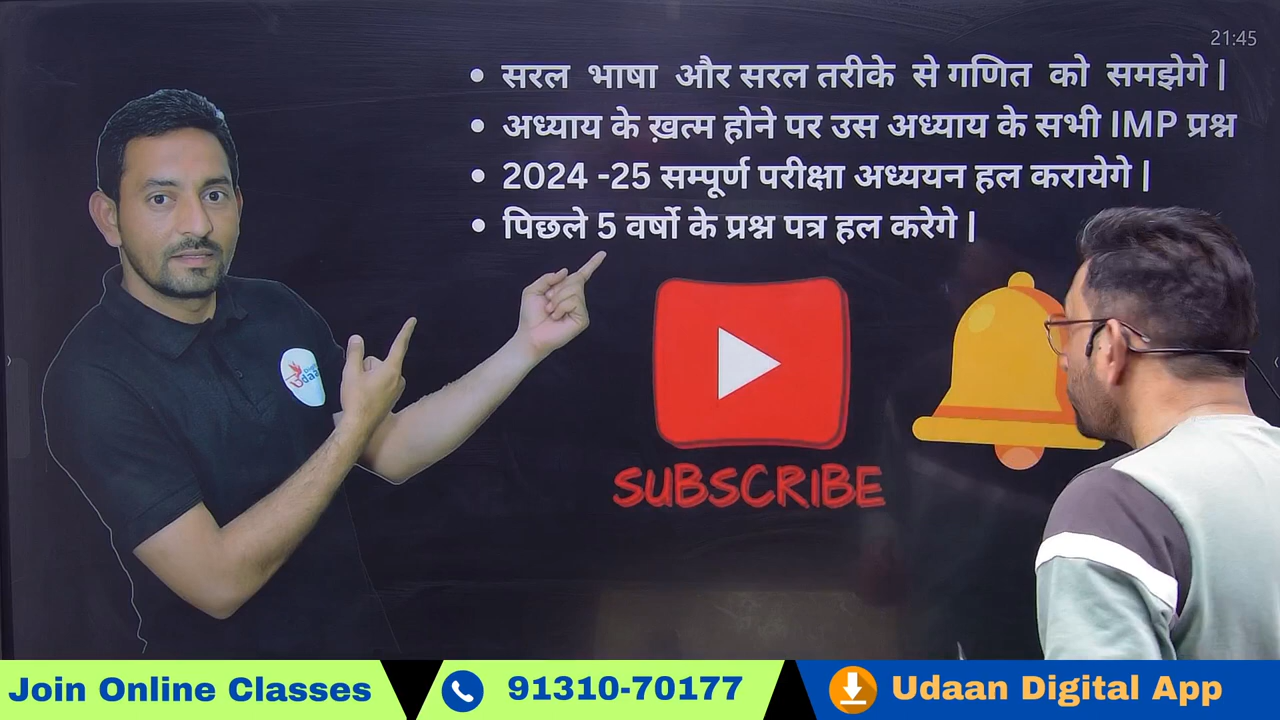 21:45
• सरल भाषा और सरल तरीके से गणित को समझेगे |
• अध्याय के ख़त्म होने पर उस अध्याय के सभी IMP प्रश्न
• 2024 -25 सम्पूर्ण परीक्षा अध्ययन हल करायेगे |
• पिछले 5 वर्षो के प्रश्न पत्र हल करेगे |
SUBSCRIBE
Join Online Classes
91310-70177
Udaan Digital App